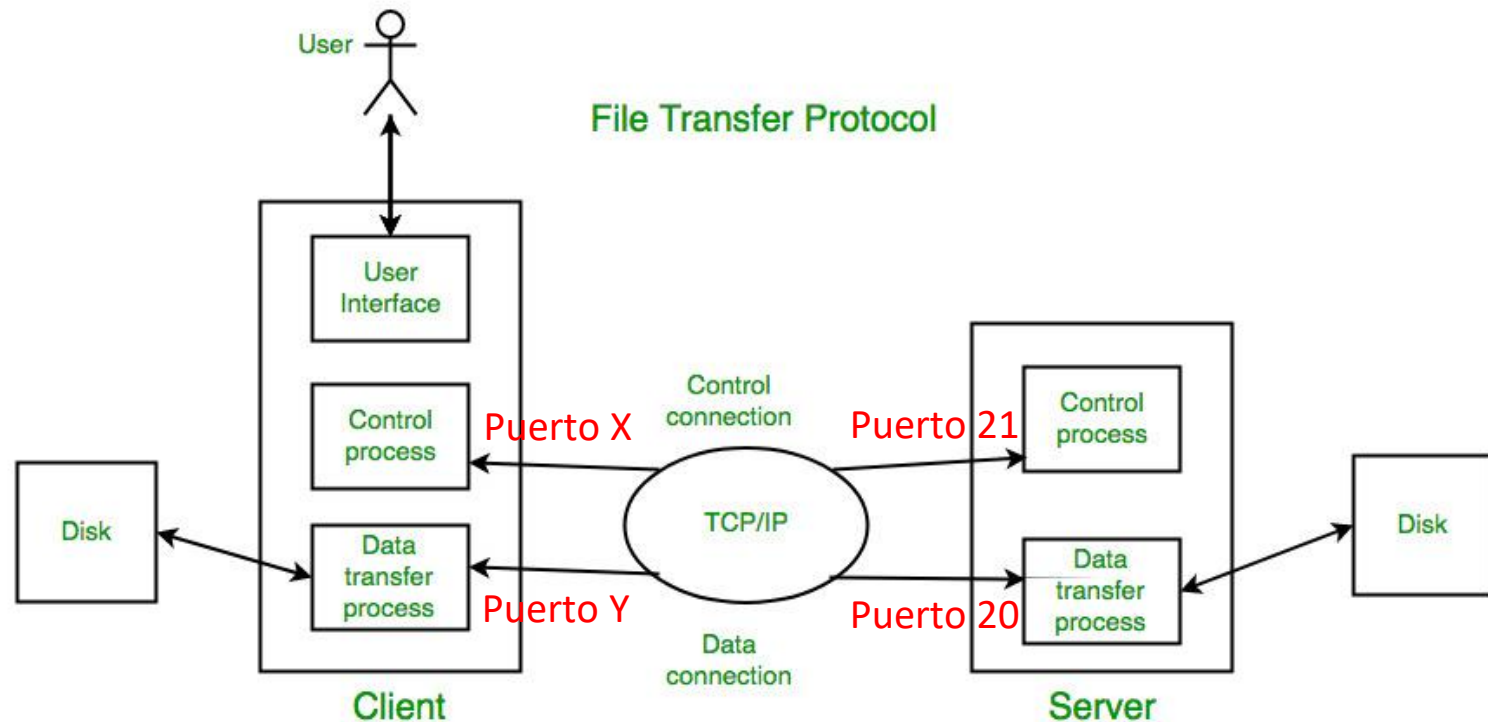 User
File Transfer Protocol
User
Interface
Control
connection
Control
process
Puerto X
Puerto 21
Control
process
Disk
TCP/IP
Disk
Data
transfer
process
Data
transfer
process
Puerto Y
Puerto 20
Data
connection
Client
Server